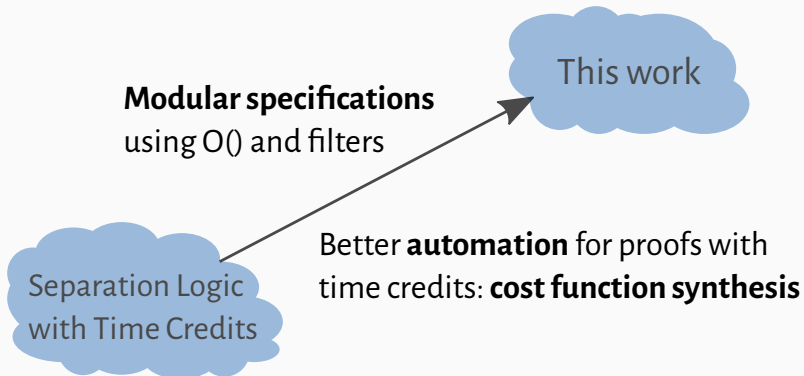 This work
Modular specifications
using O() and filters
Better automation for proofs with
time credits: cost function synthesis
Separation Logic
with Time Credits